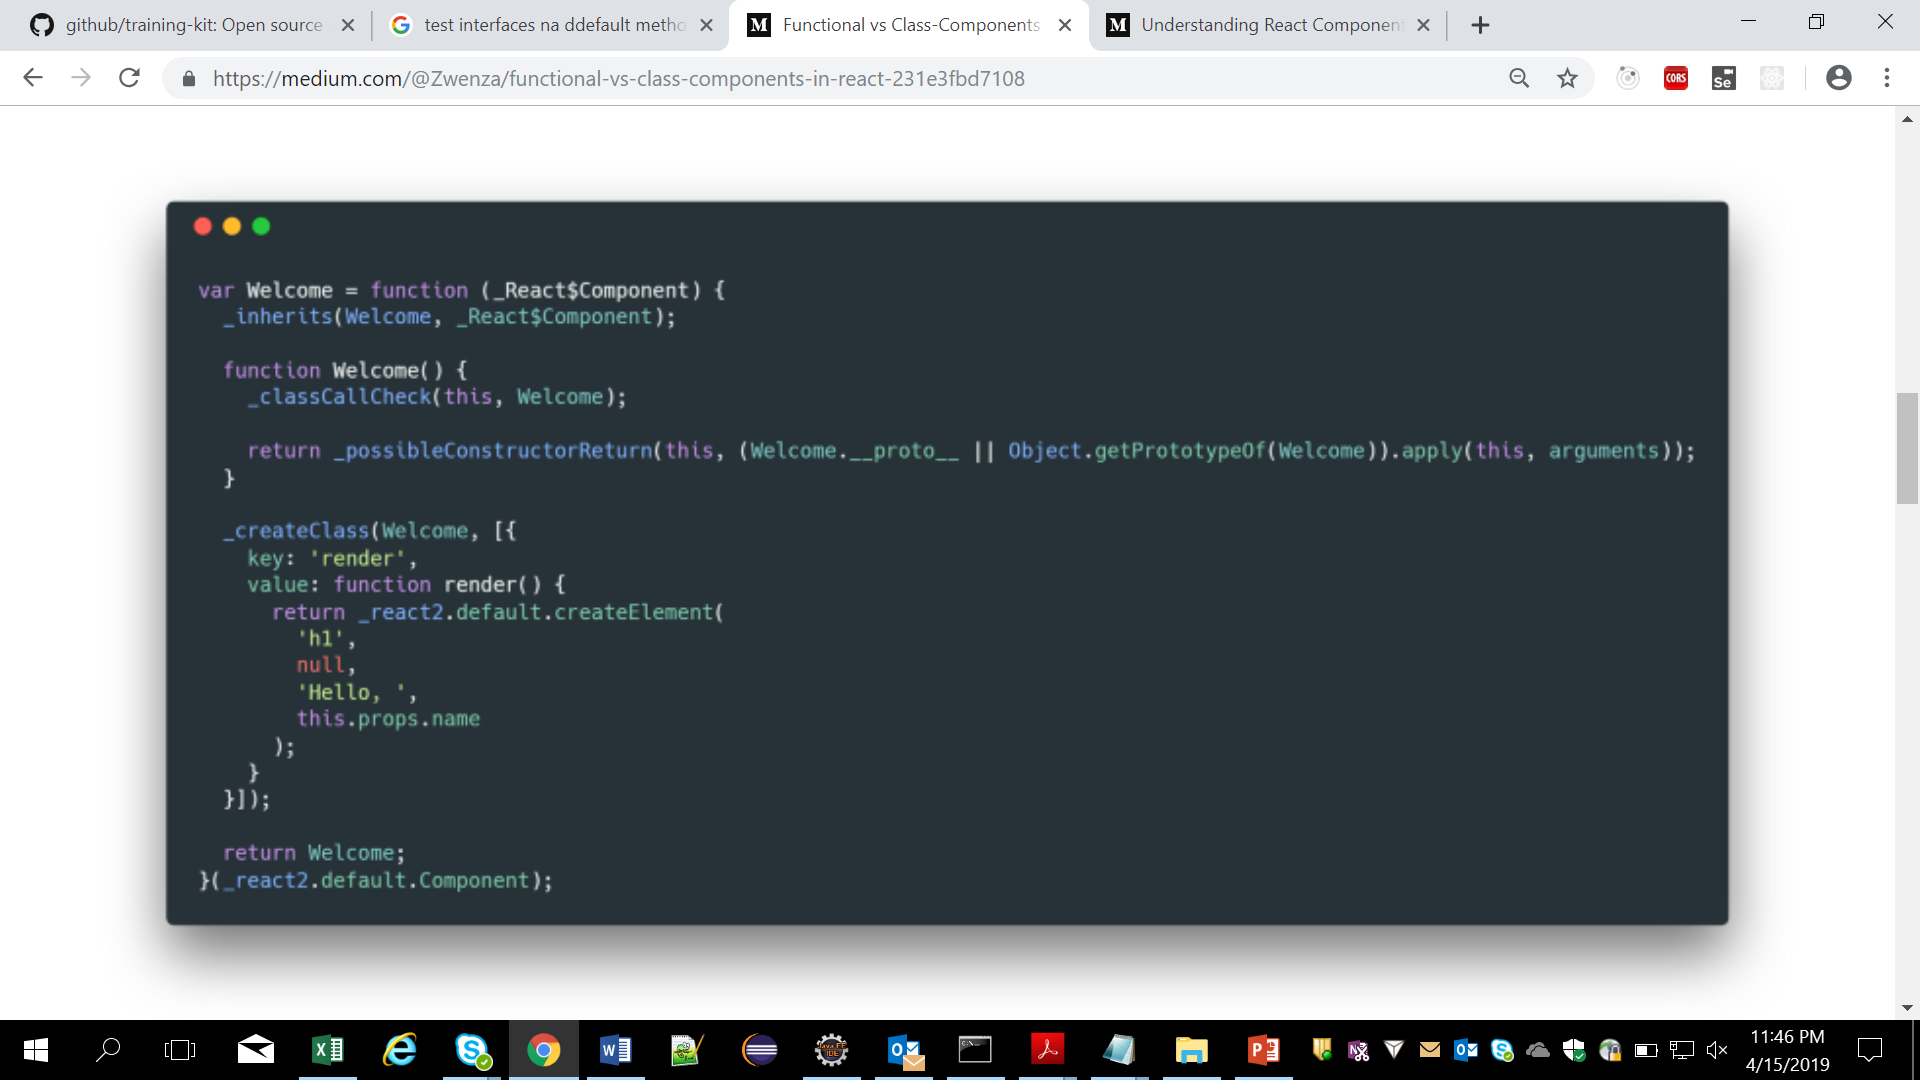 github/training-kit: Open source
test interfaces na ddefault metho
M Functional vs Class-Components
M Understanding React Component
https://medium.com/@Zwenza/functional-vs-class-components-in-react-231e3fbd7108
CORS
Se
var Welcome = function (_React$Component) {
_inherits(Welcome, _React$Component);
function Welcome() {
_classCallCheck(this, Welcome);
return _possibleConstructorReturn(this, (Welcome.__proto__ || Object.getPrototypeOf(Welcome)).apply(this, arguments));
}
_createClass(Welcome, [{
key: 'render',
value: function render() {
return _react2.default.createElement(
'h1',
null,
'Hello, ',
this.props.name
);
}
}]);
return Welcome;
}(_react2.default.Component);
11:46 PM
4/15/2019